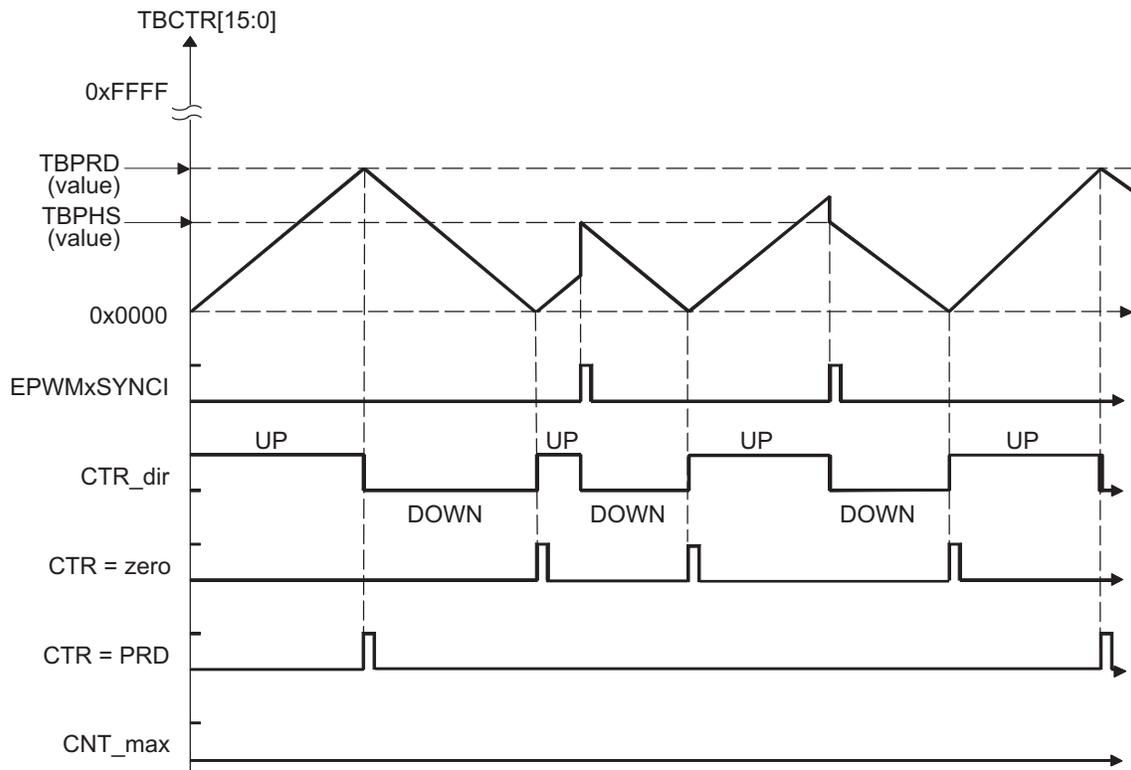 TBCTR[15:0]
0xFFFF
TBPRD
(value)
TBPHS
(value)
0x0000
EPWMxSYNCI
UP UP UP UP
CTR_dir
DOWN DOWN DOWN
CTR = zero
CTR = PRD
CNT_max